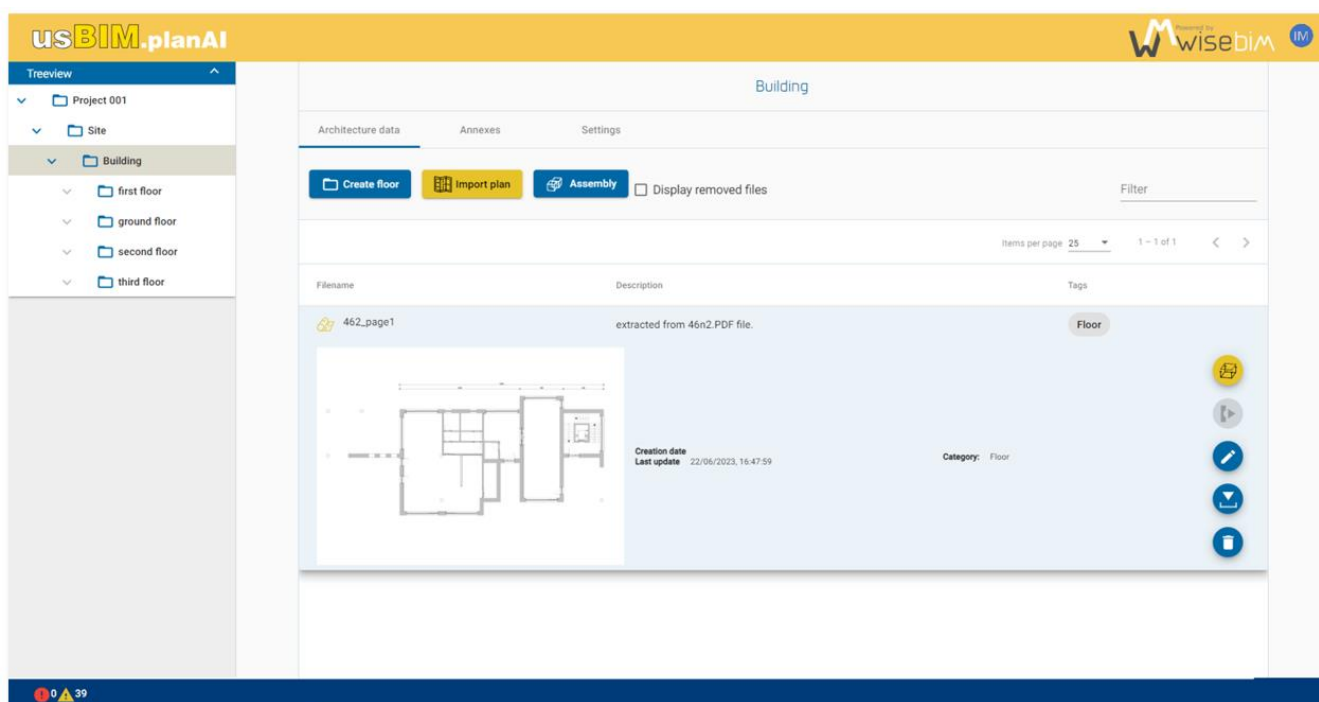 usBIM.planAI
Powered by
wisebim
IM
Treeview
Project 001
Site
Building
first floor
ground floor
second floor
third floor
Building
Architecture data Annexes Settings
Create floor Import plan Assembly Display removed files Filter
Items per page 25 1 – 1 of 1
Filename Description Tags
462_page1 extracted from 46n2.PDF file. Floor
Creation date
Last update 22/06/2023, 16:47:59
Category: Floor
0 39